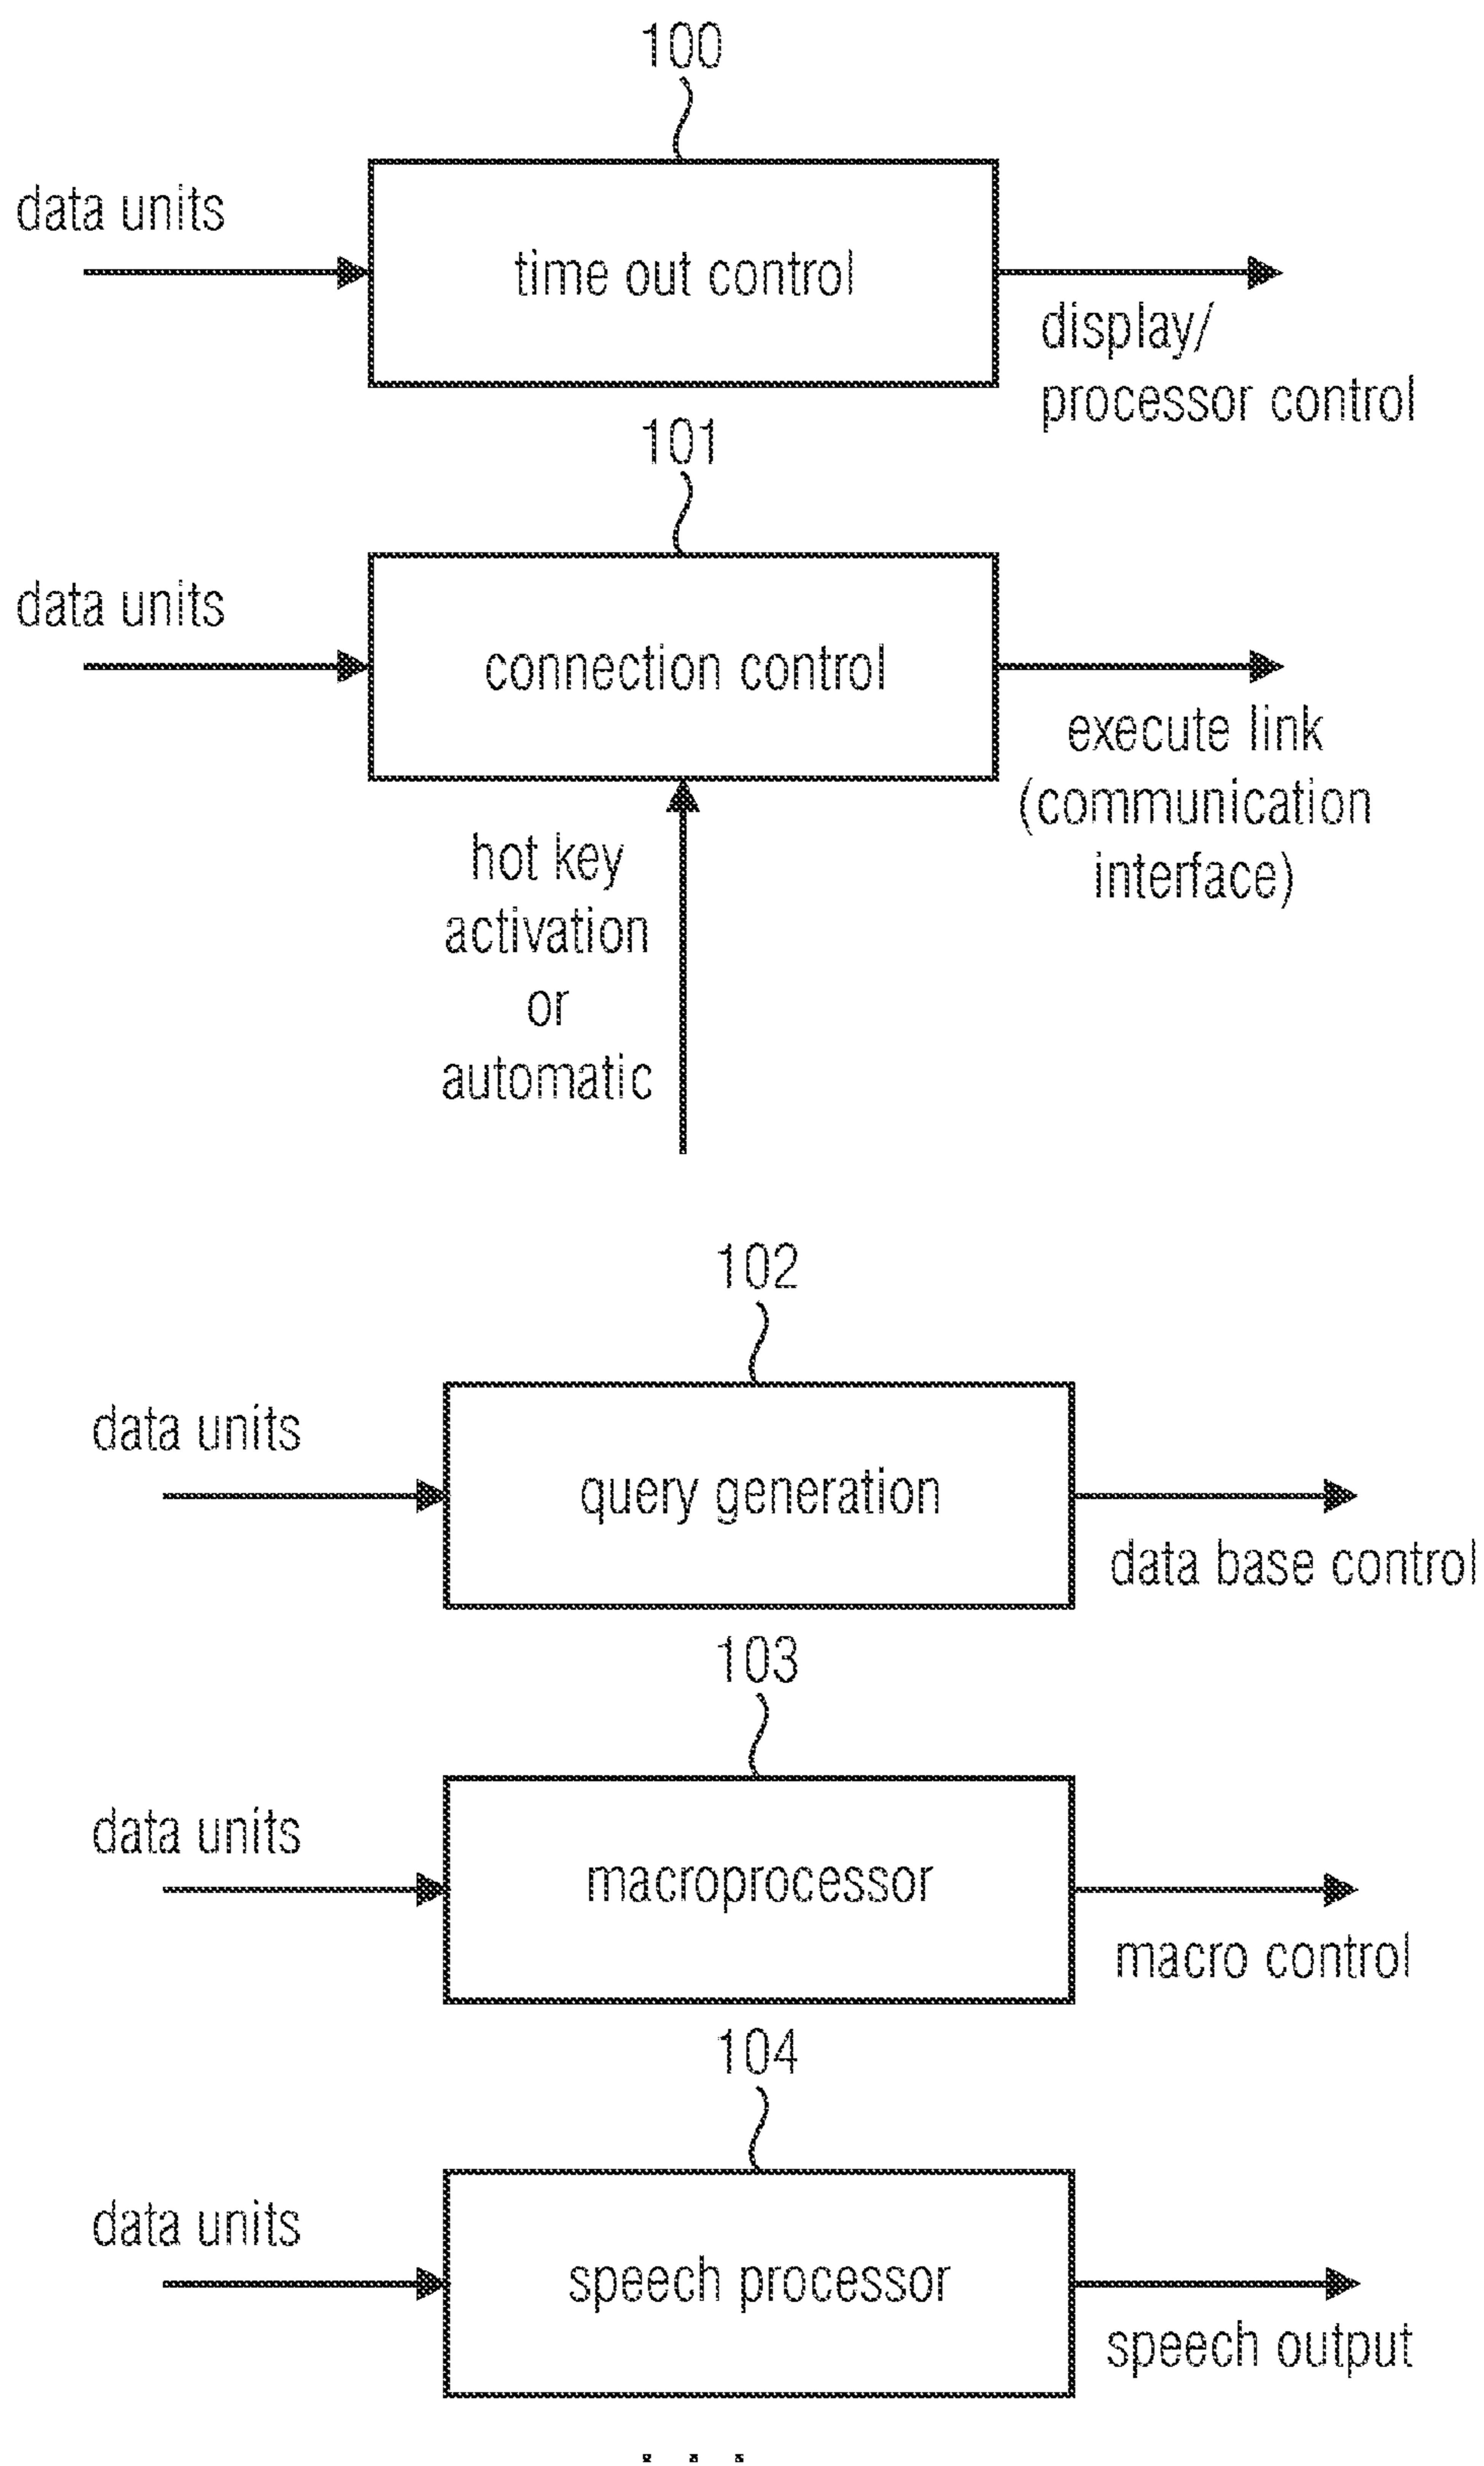 100
data units
time out control
display/
processor control
101
data units
connection control
execute link
(communication
interface)
hot key
activation
or
automatic
102
data units
query generation
data base control
103
data units
macroprocessor
macro control
104
data units
speech processor
speech output
. . .